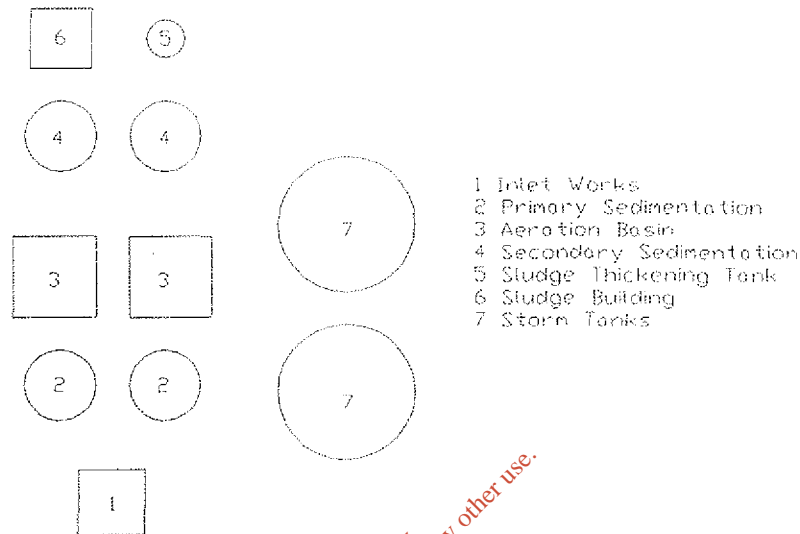 6 5
4 4
7
3 3
2 2
7
1
1 Inlet Works
2 Primary Sedimentation
3 Aeration Basin
4 Secondary Sedimentation
5 Sludge Thickening Tank
6 Sludge Building
7 Storm Tanks
other use.